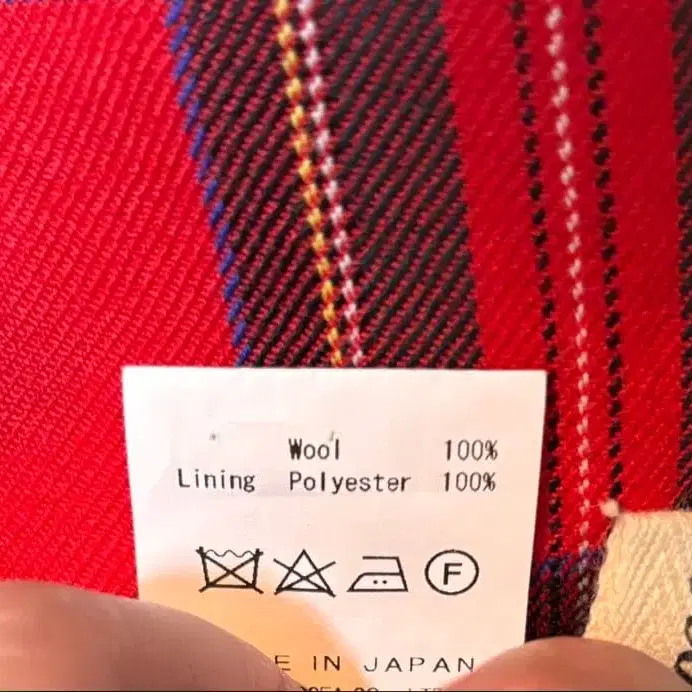 Wool 100%
Lining Polyester 100%
F
E IN JAPAN